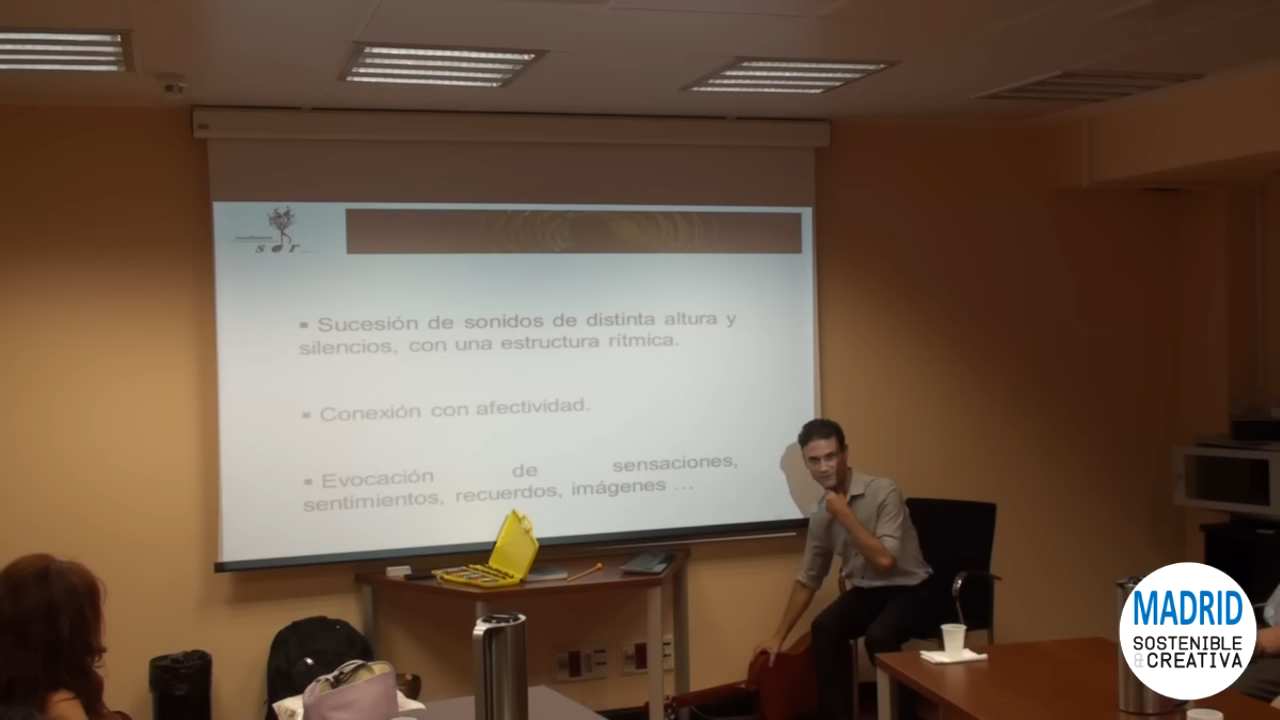 s r
▪ Sucesión de sonidos de distinta altura y
silencios, con una estructura rítmica.
▪ Conexión con afectividad.
▪ Evocación de sensaciones,
sentimientos, recuerdos, imágenes ...
MADRID
SOSTENIBLE
CREATIVA